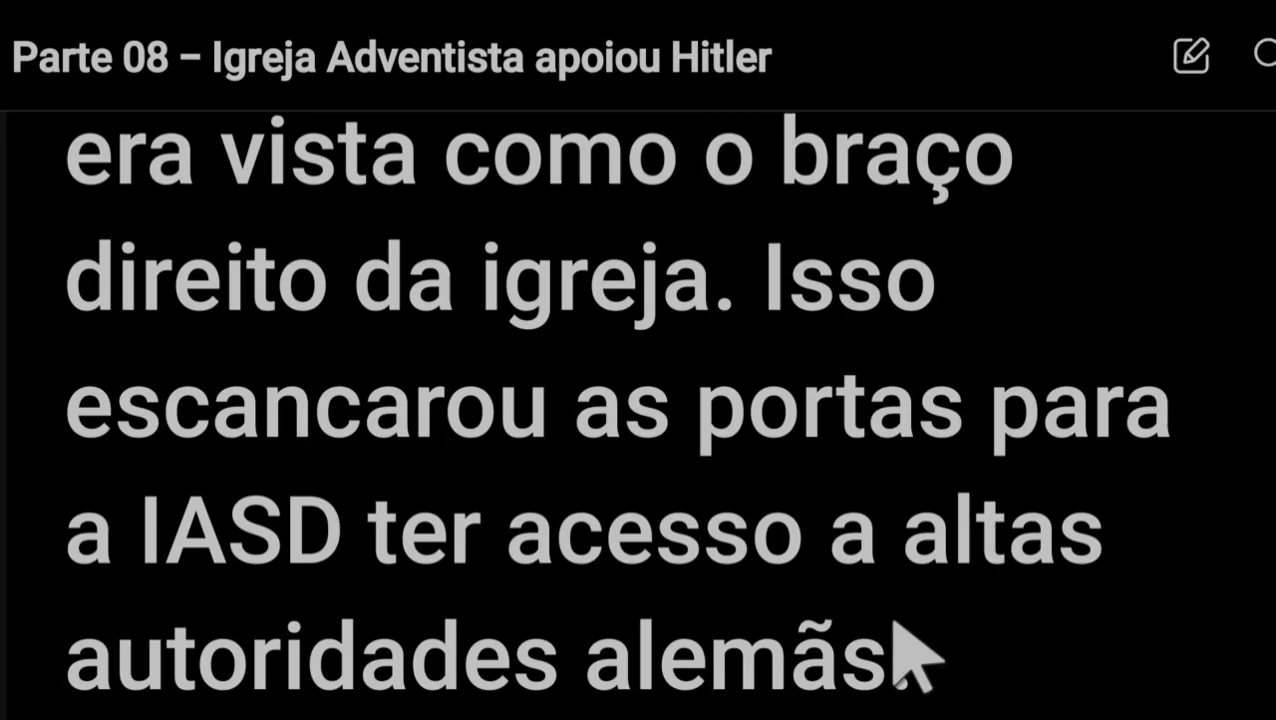 Parte 08 – Igreja Adventista apoiou Hitler
era vista como o braço
direito da igreja. Isso
escancarou as portas para
a IASD ter acesso a altas
autoridades alemãs.